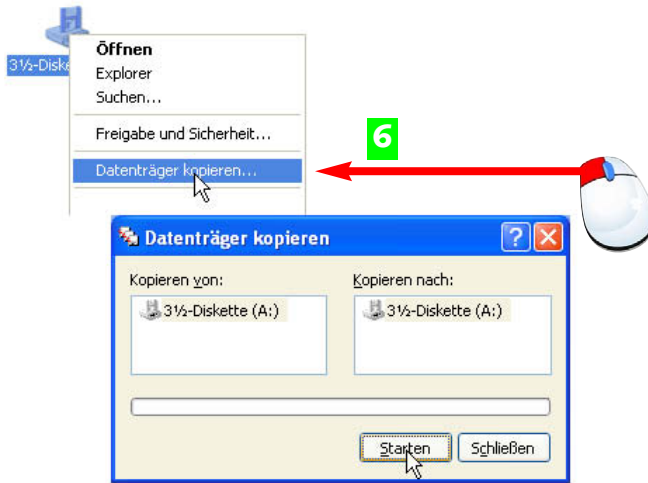 3½-Diske
Öffnen
Explorer
Suchen...
Freigabe und Sicherheit...
Datenträger kopieren...
6
Datenträger kopieren
Kopieren von:
Kopieren nach:
3½-Diskette (A:)
3½-Diskette (A:)
Starten
Schließen